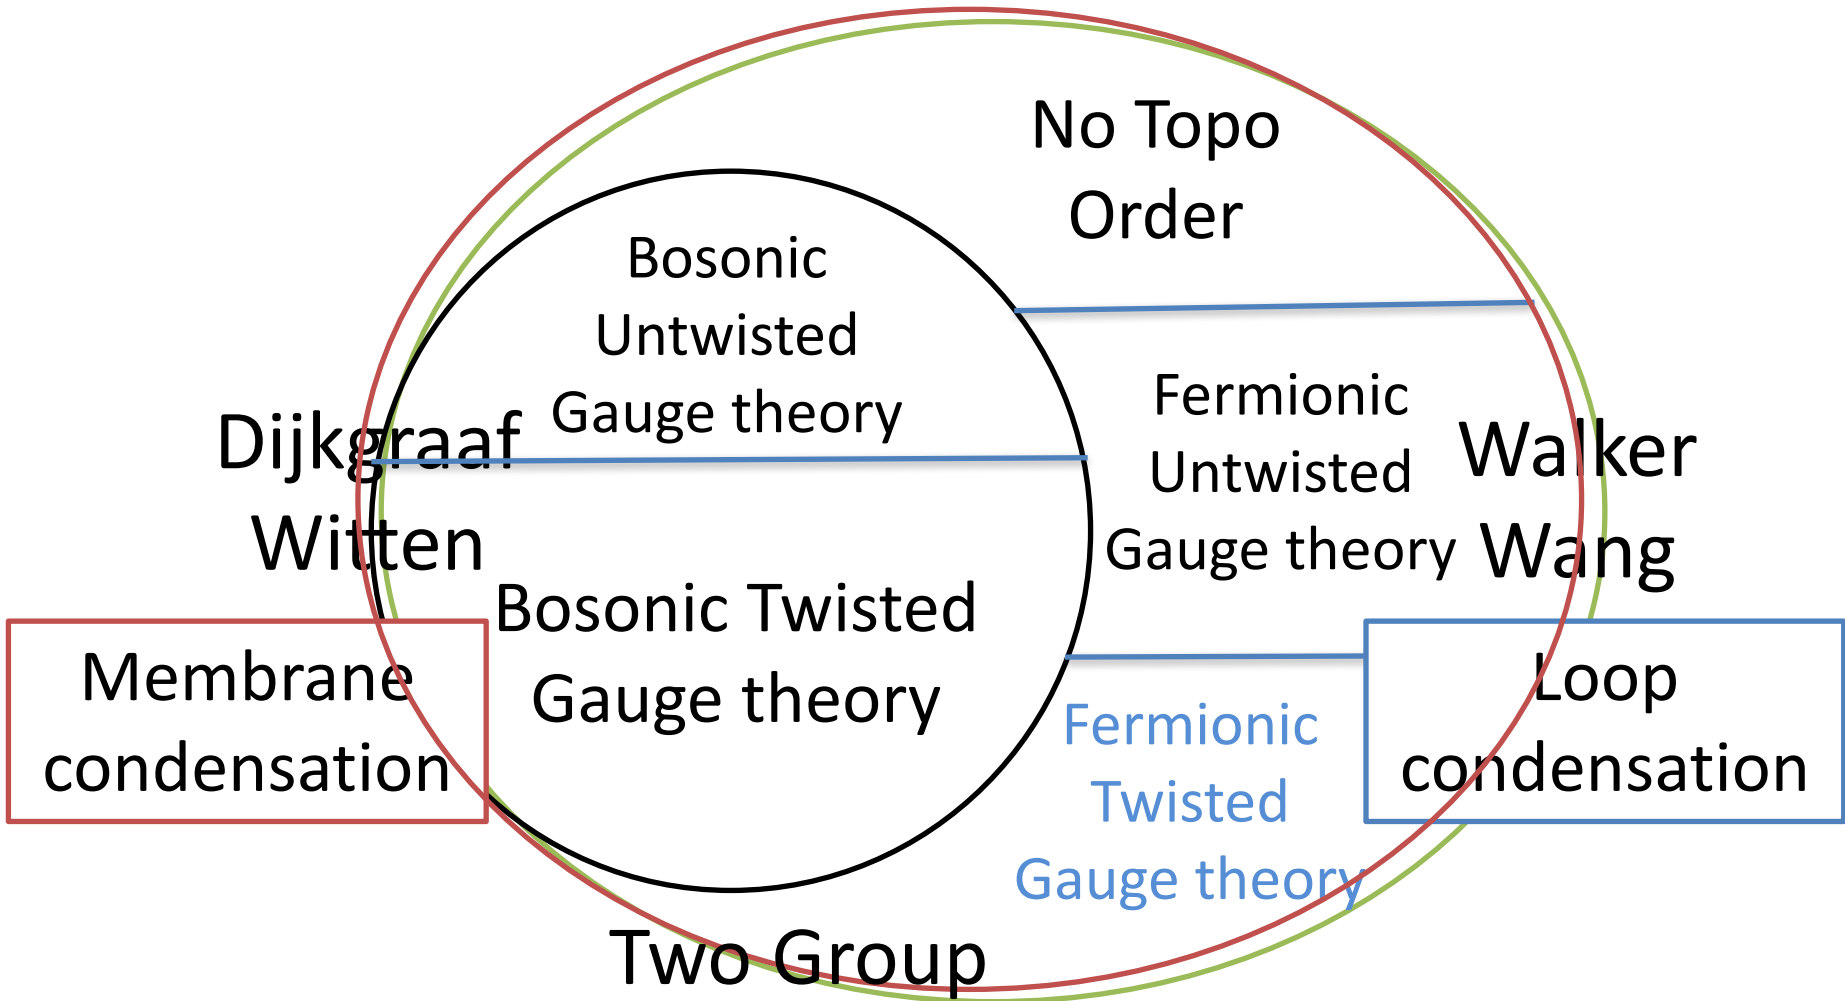 No Topo
Order
Bosonic
Untwisted
Gauge theory
Fermionic
Untwisted
Gauge theory
Dijkgraaf
Witten
Walker
Wang
Bosonic Twisted
Gauge theory
Membrane
condensation
Loop
condensation
Fermionic
Twisted
Gauge theory
Two Group